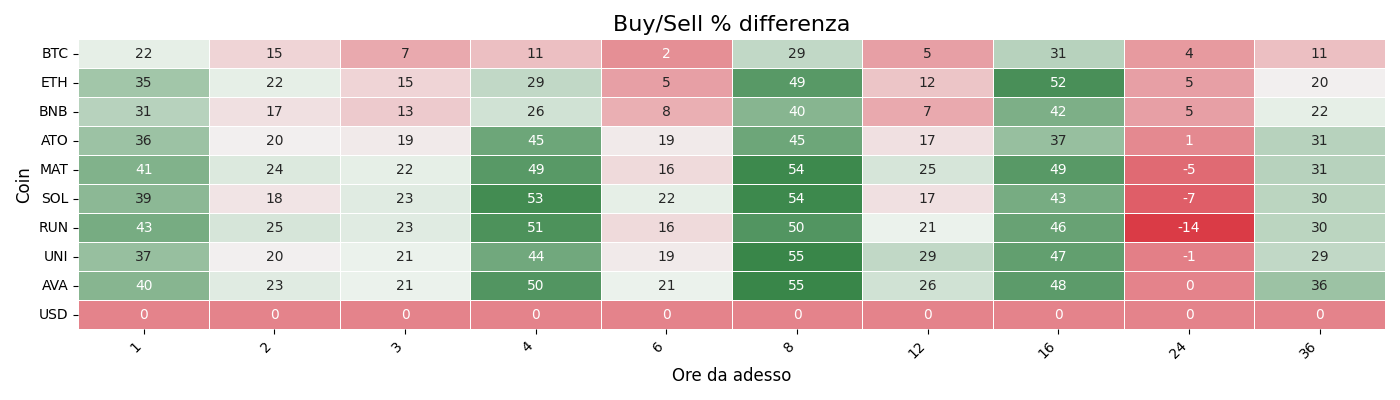 Buy/Sell % differenza
Coin
BTC 22 15 7 11 2 29 5 31 4 11
ETH 35 22 15 29 5 49 12 52 5 20
BNB 31 17 13 26 8 40 7 42 5 22
ATO 36 20 19 45 19 45 17 37 1 31
MAT 41 24 22 49 16 54 25 49 -5 31
SOL 39 18 23 53 22 54 17 43 -7 30
RUN 43 25 23 51 16 50 21 46 -14 30
UNI 37 20 21 44 19 55 29 47 -1 29
AVA 40 23 21 50 21 55 26 48 0 36
USD 0 0 0 0 0 0 0 0 0 0
1 2 3 4 6 8 12 16 24 36
Ore da adesso